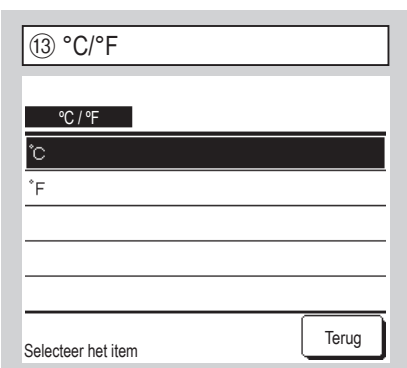 ⑬ °C/°F
°C / °F
°C
°F
Selecteer het item
Terug